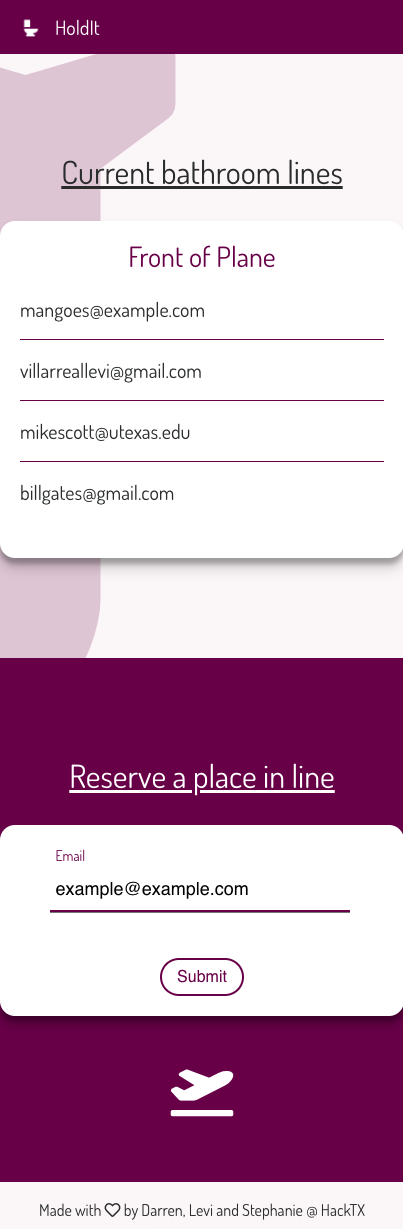 HoldIt
Current bathroom lines
Front of Plane
mangoes@example.com
villarreallevi@gmail.com
mikescott@utexas.edu
billgates@gmail.com
Reserve a place in line
Email
example@example.com
Submit
Made with ♡ by Darren, Levi and Stephanie @ HackTX